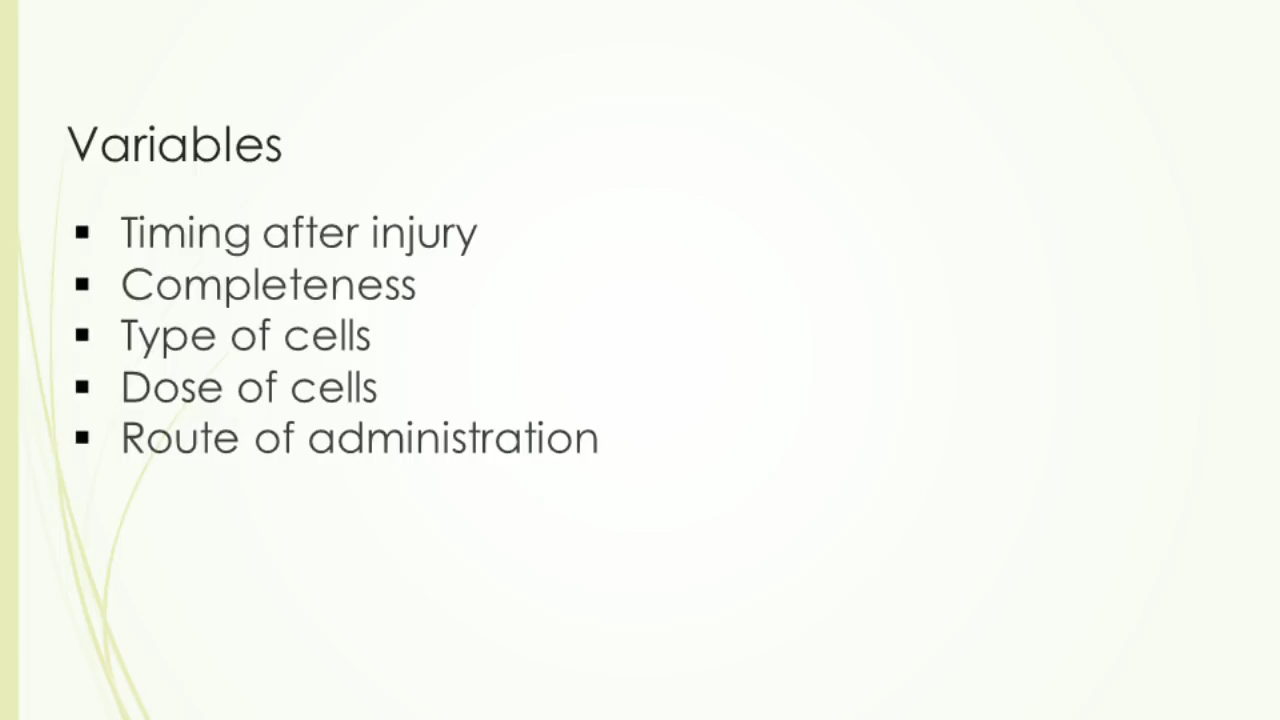 Variables
▪ Timing after injury
▪ Completeness
▪ Type of cells
▪ Dose of cells
▪ Route of administration